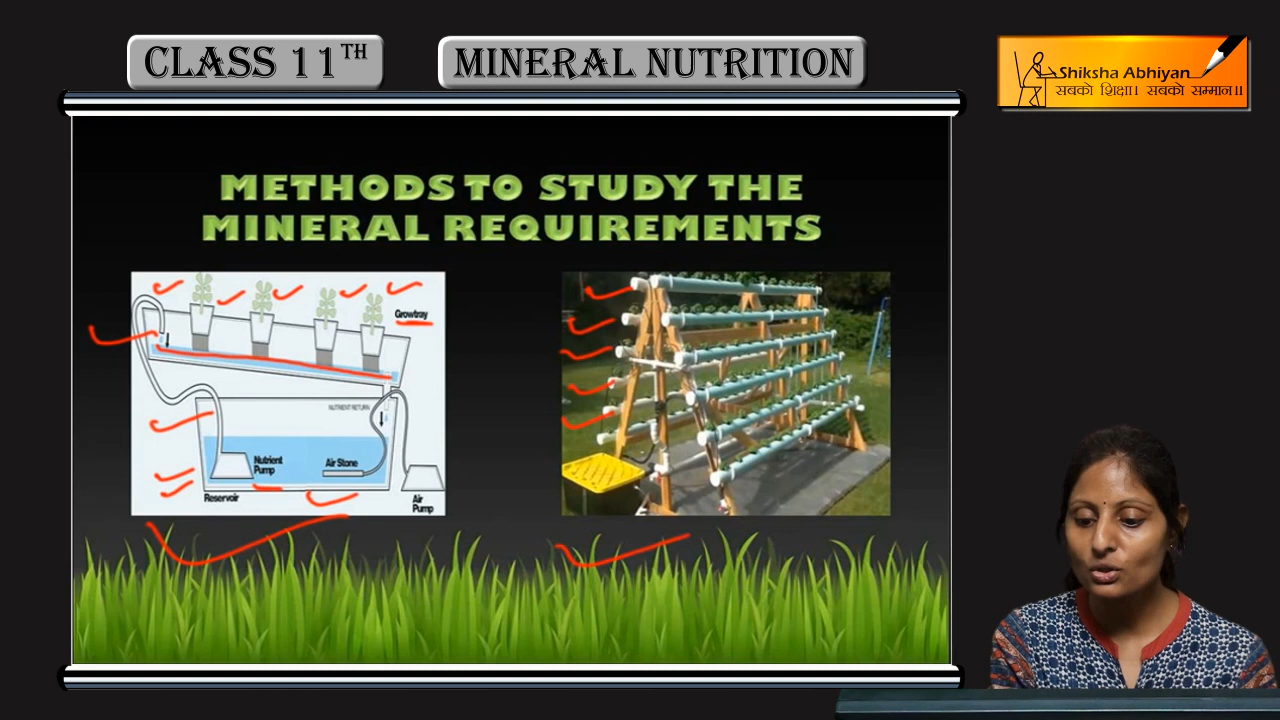 CLASS 11TH
MINERAL NUTRITION
Shiksha Abhiyan
सबको शिक्षा। सबको सम्मान॥
METHODS TO STUDY THE
MINERAL REQUIREMENTS
Growtray
NUTRIENT RETURN
Nutrient
Pump
Air Stone
Reservoir
Air
Pump